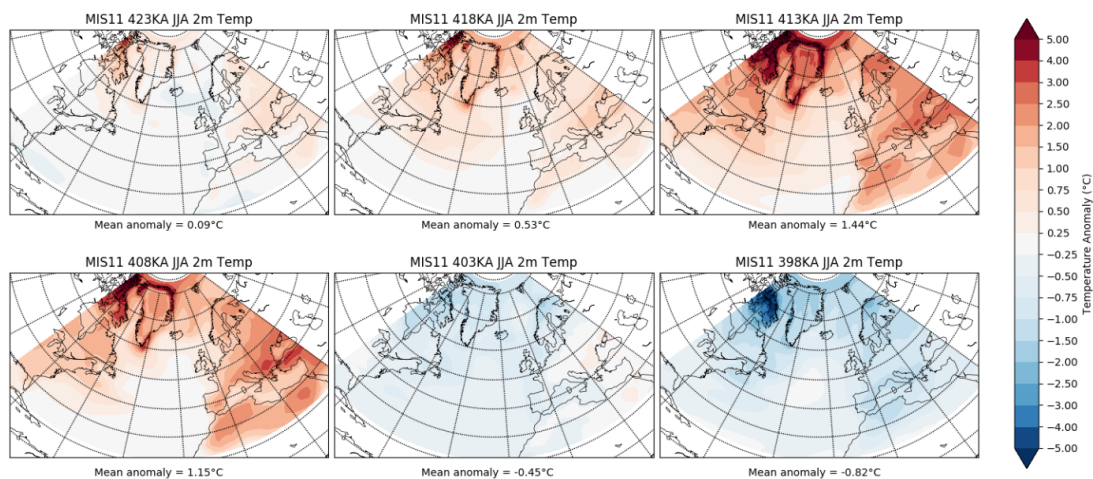 MIS11 423KA JJA 2m Temp
MIS11 418KA JJA 2m Temp
MIS11 413KA JJA 2m Temp
Mean anomaly = 0.09°C
Mean anomaly = 0.53°C
Mean anomaly = 1.44°C
MIS11 408KA JJA 2m Temp
MIS11 403KA JJA 2m Temp
MIS11 398KA JJA 2m Temp
Mean anomaly = 1.15°C
Mean anomaly = -0.45°C
Mean anomaly = -0.82°C
5.00
4.00
3.00
2.50
2.00
1.50
1.00
0.75
0.50
0.25
−0.25
−0.50
−0.75
−1.00
−1.50
−2.00
−2.50
−3.00
−4.00
−5.00
Temperature Anomaly (°C)